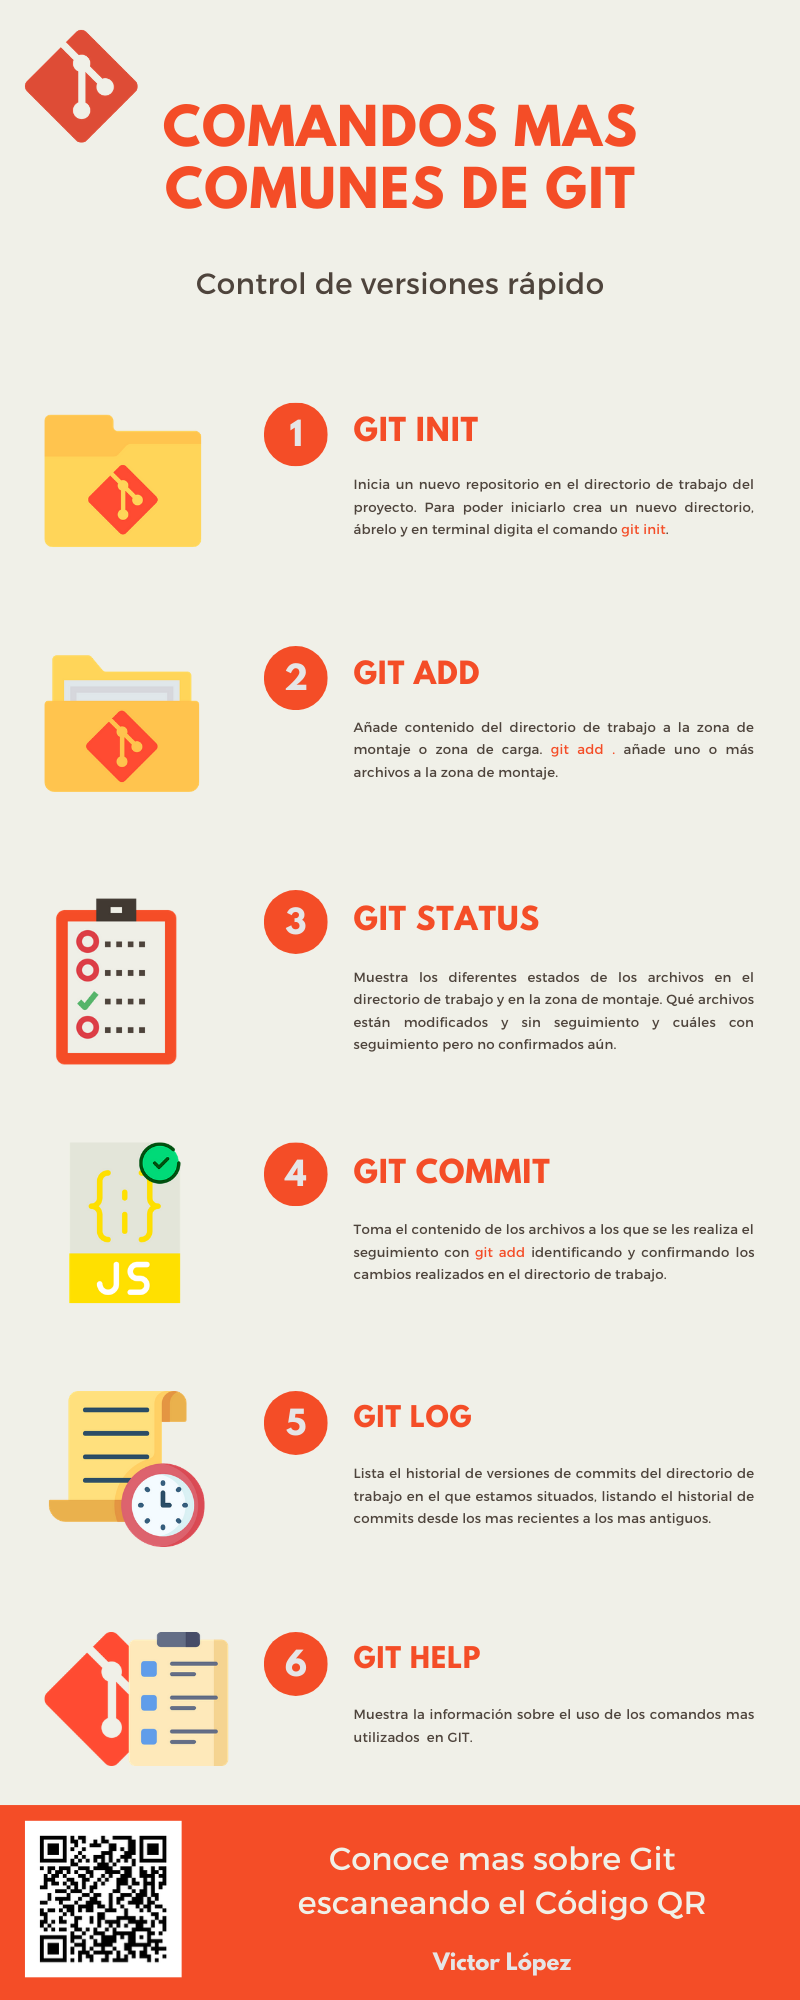 COMANDOS MAS
COMUNES DE GIT
Control de versiones rápido
1
GIT INIT
Inicia un nuevo repositorio en el directorio de trabajo del
proyecto. Para poder iniciarlo crea un nuevo directorio,
ábrelo y en terminal digita el comando git init.
2
GIT ADD
Añade contenido del directorio de trabajo a la zona de
montaje o zona de carga. git add . añade uno o más
archivos a la zona de montaje.
3
GIT STATUS
Muestra los diferentes estados de los archivos en el
directorio de trabajo y en la zona de montaje. Qué archivos
están modificados y sin seguimiento y cuáles con
seguimiento pero no confirmados aún.
JS
4
GIT COMMIT
Toma el contenido de los archivos a los que se les realiza el
seguimiento con git add identificando y confirmando los
cambios realizados en el directorio de trabajo.
5
GIT LOG
Lista el historial de versiones de commits del directorio de
trabajo en el que estamos situados, listando el historial de
commits desde los mas recientes a los mas antiguos.
6
GIT HELP
Muestra la información sobre el uso de los comandos mas
utilizados en GIT.
Conoce mas sobre Git
escaneando el Código QR
Victor López